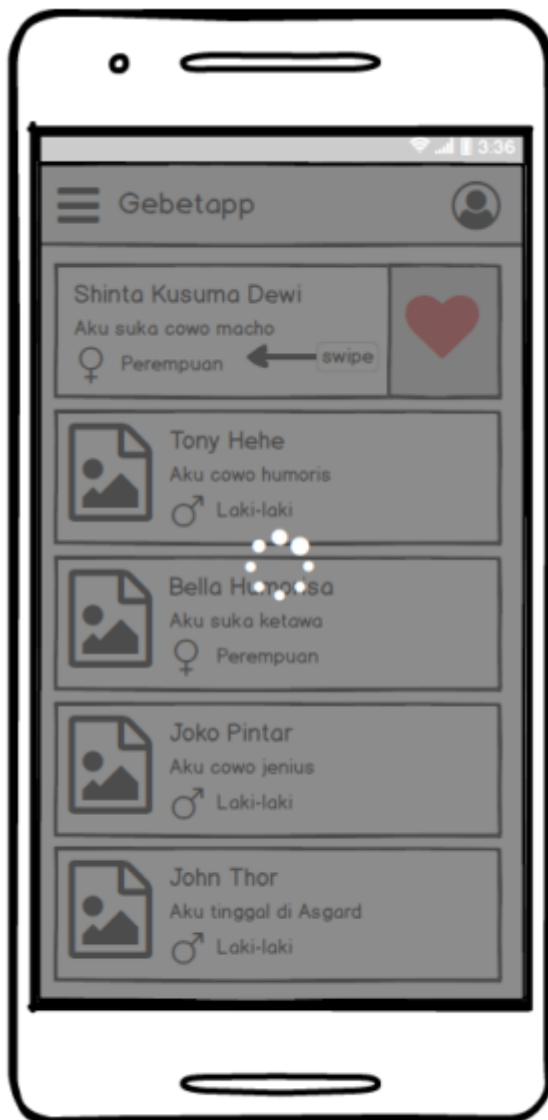 3:36
Gebetapp
Shinta Kusuma Dewi
Aku suka cowo macho
Perempuan
swipe
Tony Hehe
Aku cowo humoris
Laki-laki
Bella Humorisa
Aku suka ketawa
Perempuan
Joko Pintar
Aku cowo jenius
Laki-laki
John Thor
Aku tinggal di Asgard
Laki-laki